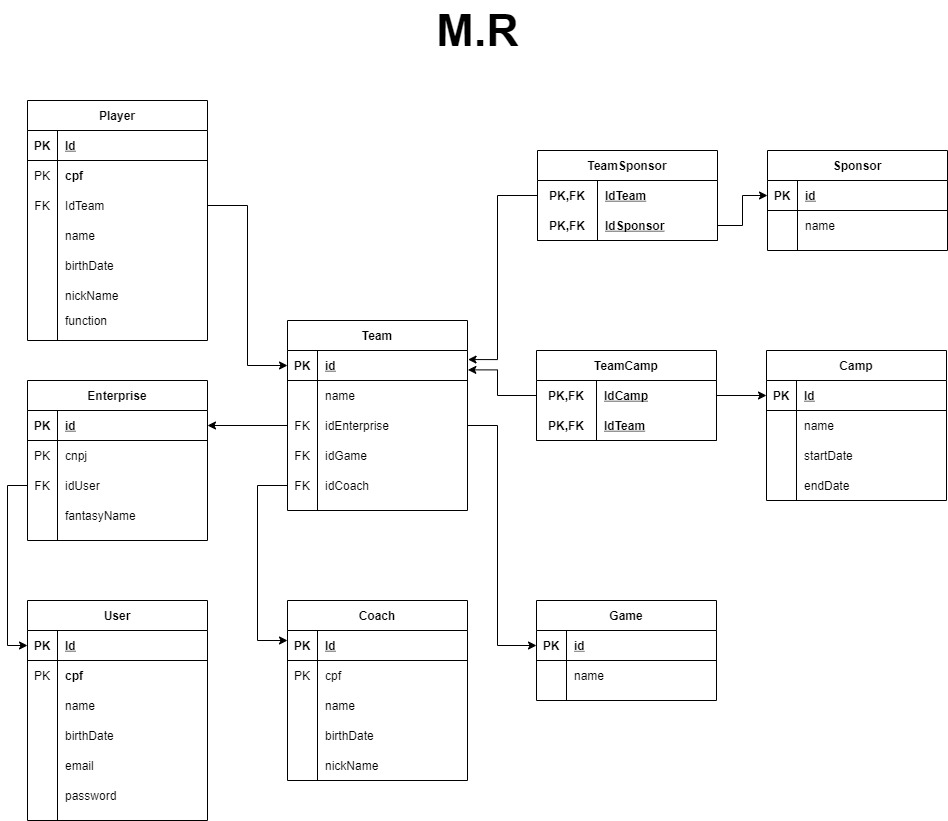 M.R
Player
PK Id
PK cpf
FK IdTeam
name
birthDate
nickName
function
TeamSponsor
PK,FK IdTeam
PK,FK IdSponsor
Sponsor
PK id
name
Team
PK id
name
FK idEnterprise
FK idGame
FK idCoach
TeamCamp
PK,FK IdCamp
PK,FK IdTeam
Camp
PK Id
name
startDate
endDate
Enterprise
PK id
PK cnpj
FK idUser
fantasyName
User
PK Id
PK cpf
name
birthDate
email
password
Coach
PK Id
PK cpf
name
birthDate
nickName
Game
PK id
name